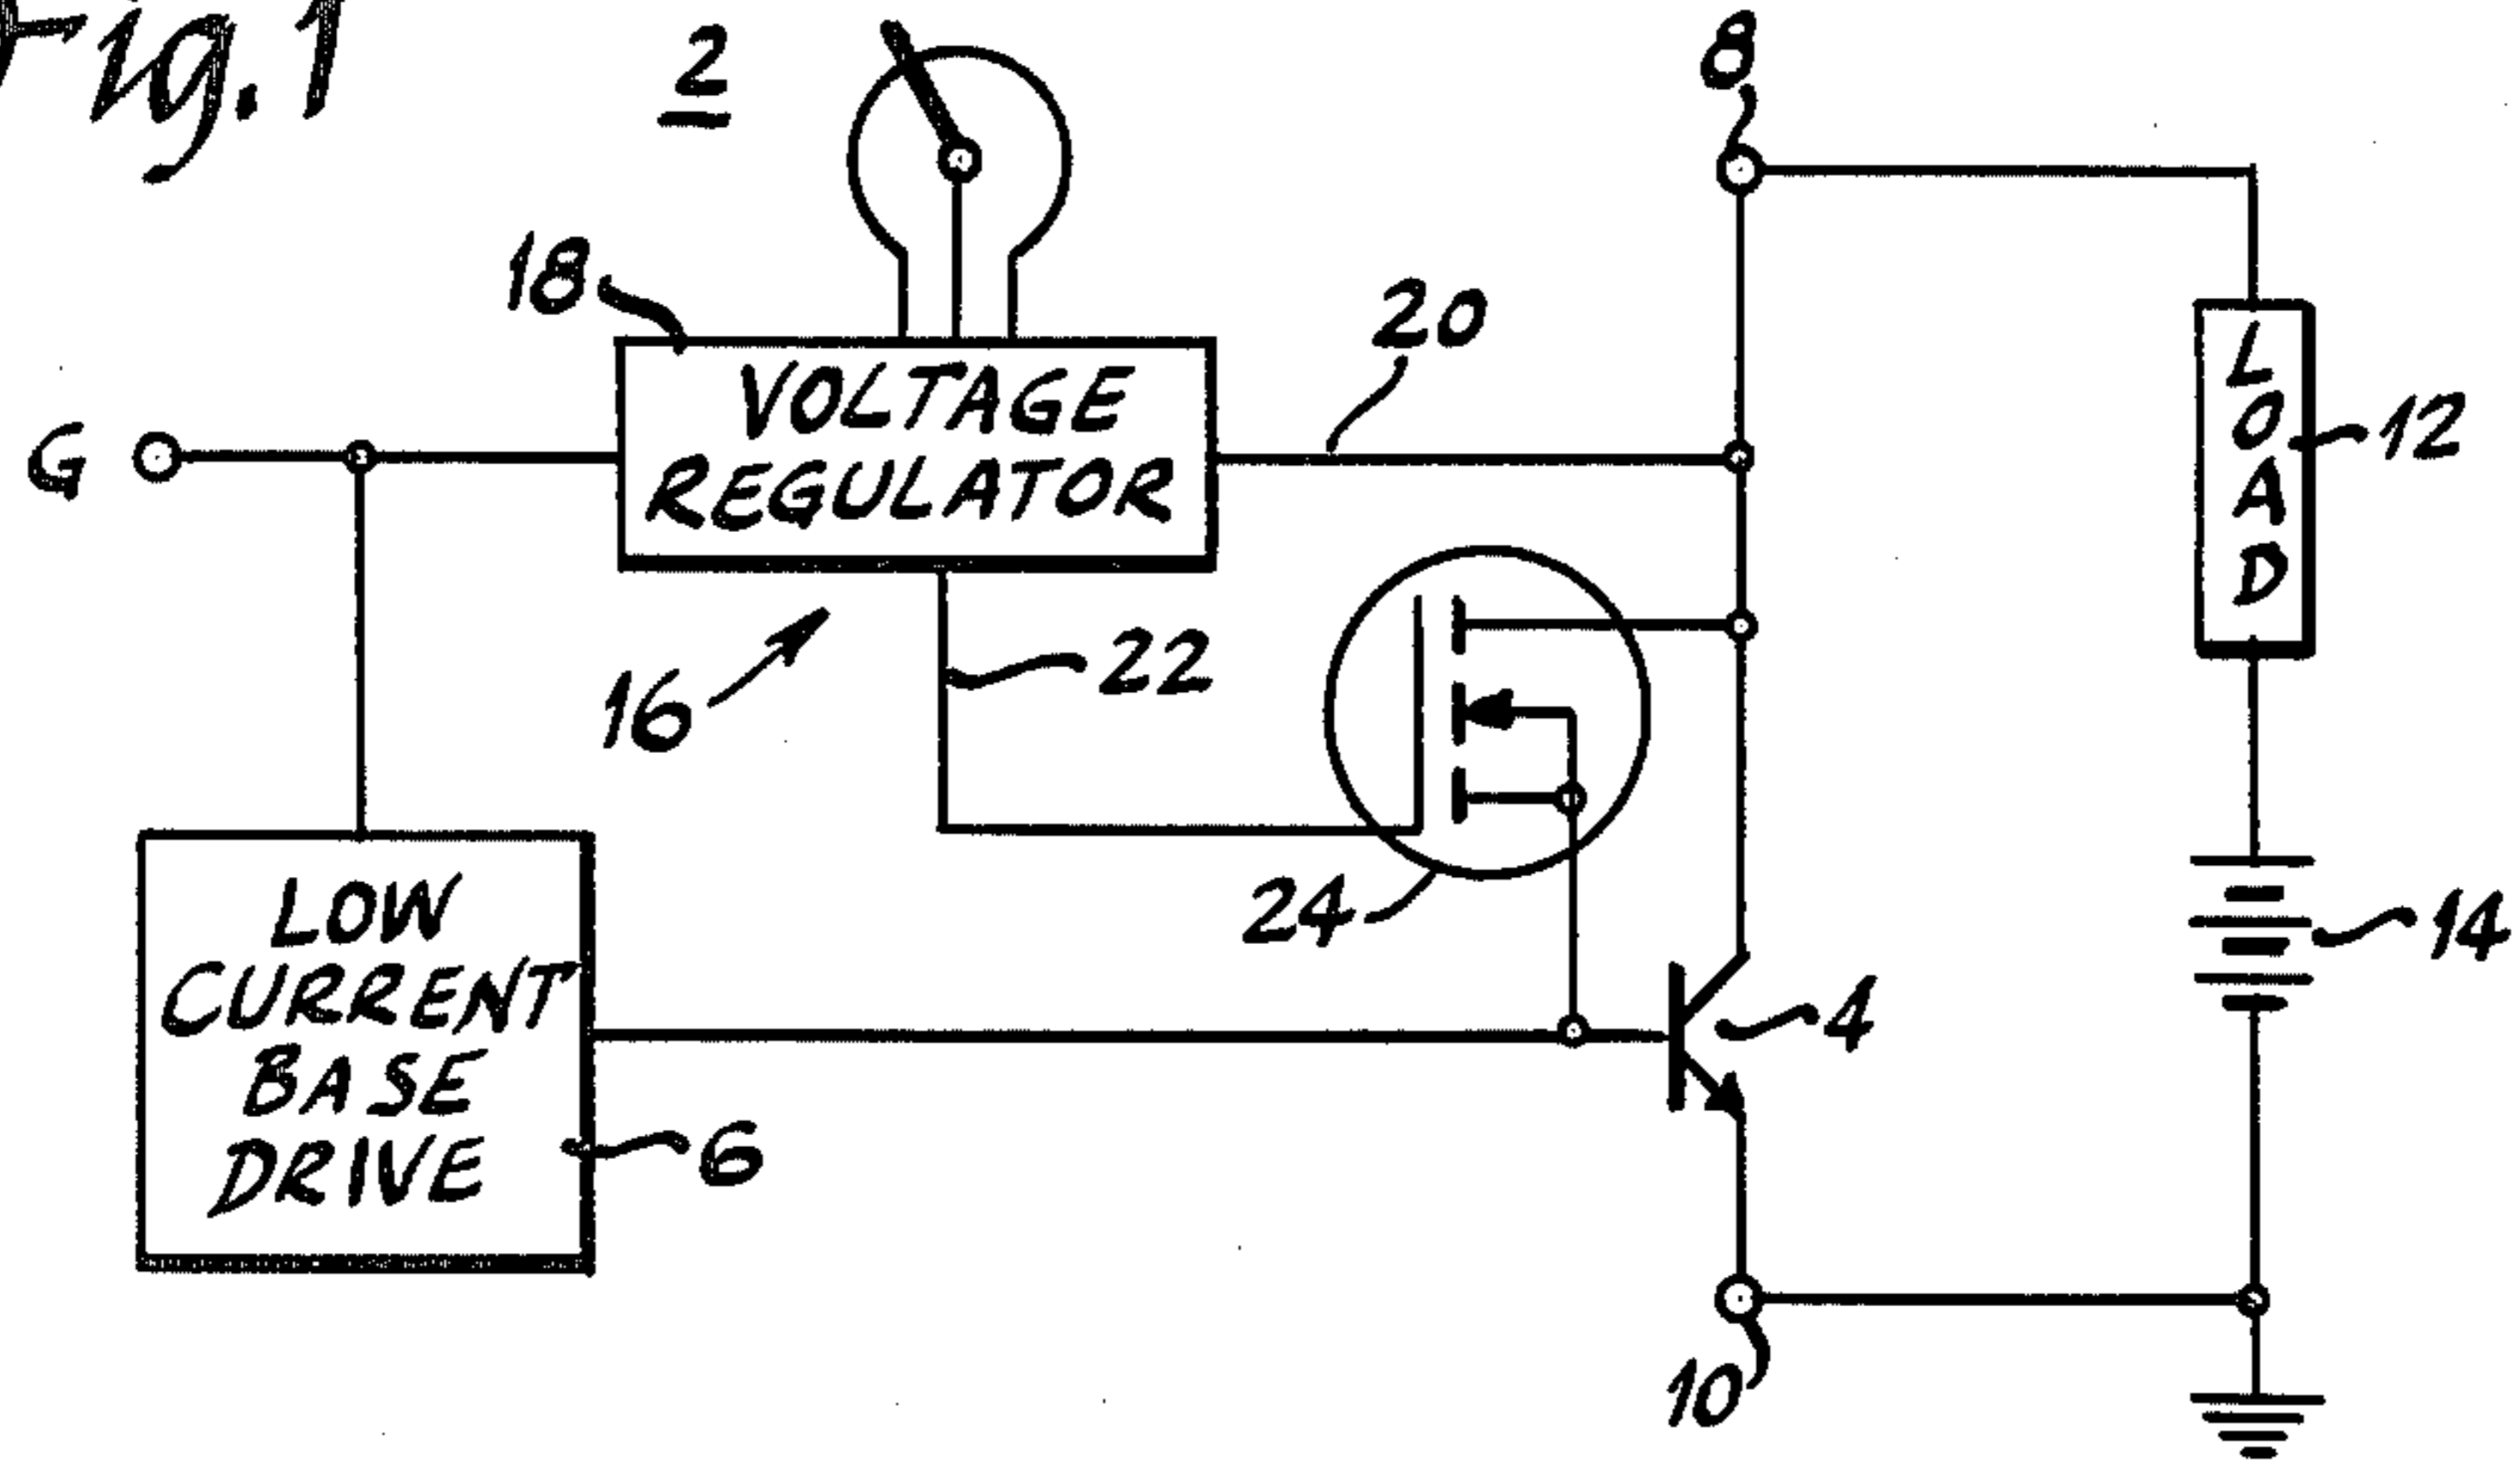 Fig. 1
2
8
18
20
VOLTAGE
REGULATOR
G
LOAD
12
16
22
24
14
LOW
CURRENT
BASE
DRIVE
4
6
10